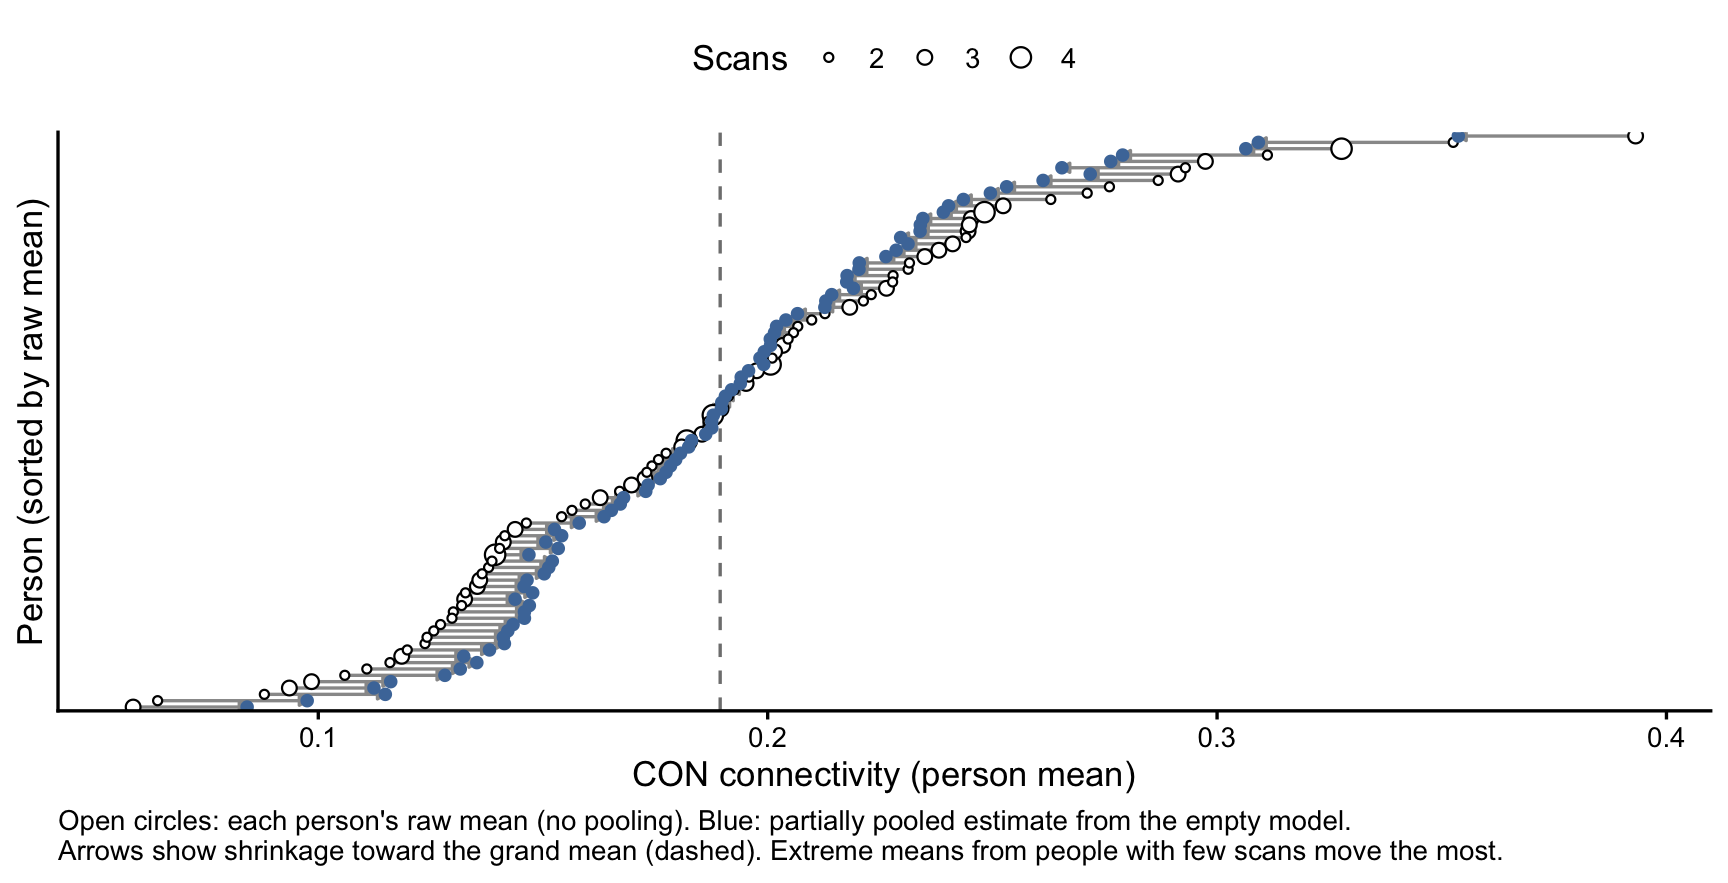 Scans 2 3 4
Person (sorted by raw mean)
0.1 0.2 0.3 0.4
CON connectivity (person mean)
Open circles: each person's raw mean (no pooling). Blue: partially pooled estimate from the empty model.
Arrows show shrinkage toward the grand mean (dashed). Extreme means from people with few scans move the most.